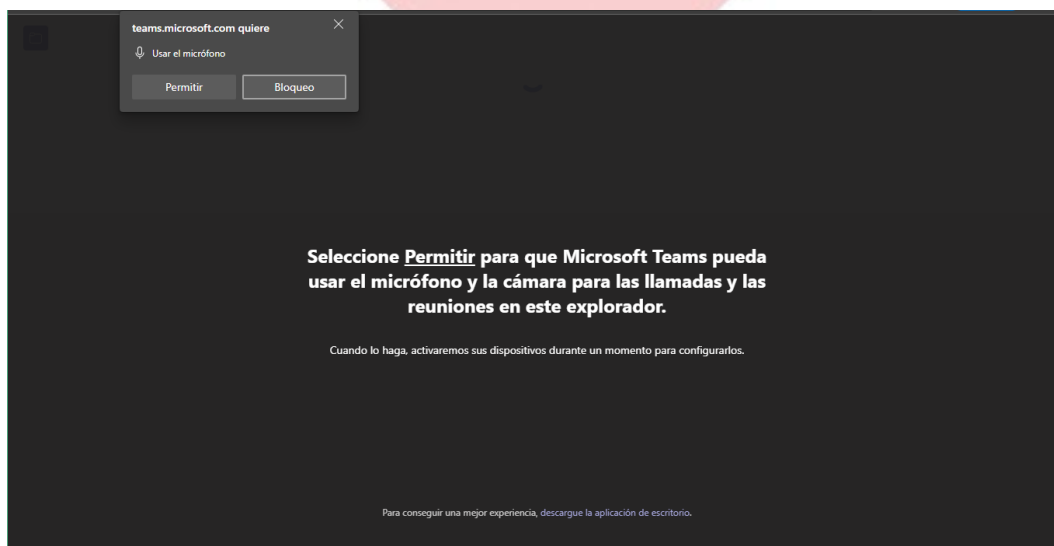 teams.microsoft.com quiere
Usar el micrófono
Permitir
Bloqueo
Seleccione Permitir para que Microsoft Teams pueda
usar el micrófono y la cámara para las llamadas y las
reuniones en este explorador.
Cuando lo haga, activaremos sus dispositivos durante un momento para configurarlos.
Para conseguir una mejor experiencia, descargue la aplicación de escritorio.